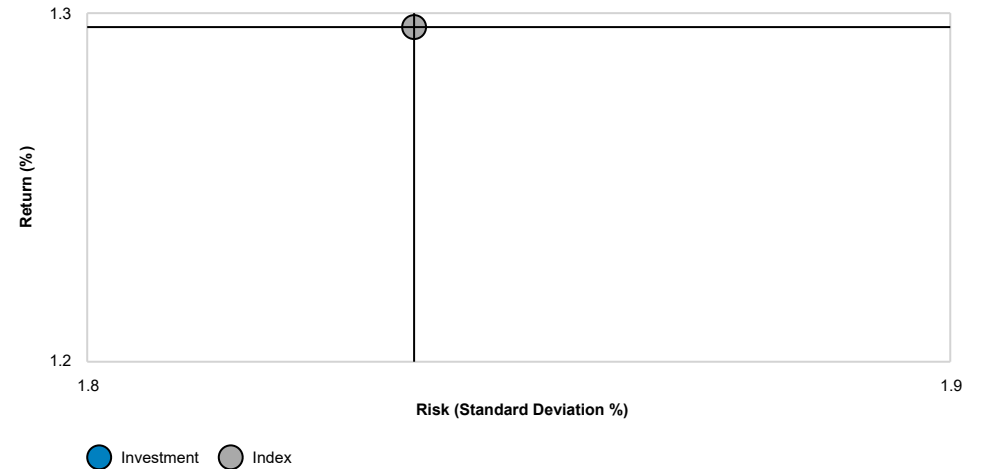 1.3
Return (%)
1.2
1.8 1.9
Risk (Standard Deviation %)
Investment Index